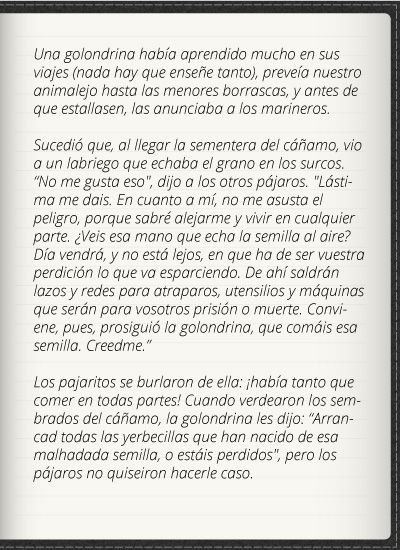 Una golondrina había aprendido mucho en sus
viajes (nada hay que enseñe tanto), preveía nuestro
animalejo hasta las menores borrascas, y antes de
que estallasen, las anunciaba a los marineros.
Sucedió que, al llegar la sementera del cáñamo, vio
a un labriego que echaba el grano en los surcos.
“No me gusta eso", dijo a los otros pájaros. "Lásti-
ma me dais. En cuanto a mí, no me asusta el
peligro, porque sabré alejarme y vivir en cualquier
parte. ¿Veis esa mano que echa la semilla al aire?
Día vendrá, y no está lejos, en que ha de ser vuestra
perdición lo que va esparciendo. De ahí saldrán
lazos y redes para atraparos, utensilios y máquinas
que serán para vosotros prisión o muerte. Convi-
ene, pues, prosiguió la golondrina, que comáis esa
semilla. Creedme.”
Los pajaritos se burlaron de ella: ¡había tanto que
comer en todas partes! Cuando verdearon los sem-
brados del cáñamo, la golondrina les dijo: “Arran-
cad todas las yerbecillas que han nacido de esa
malhadada semilla, o estáis perdidos", pero los
pájaros no quiseiron hacerle caso.